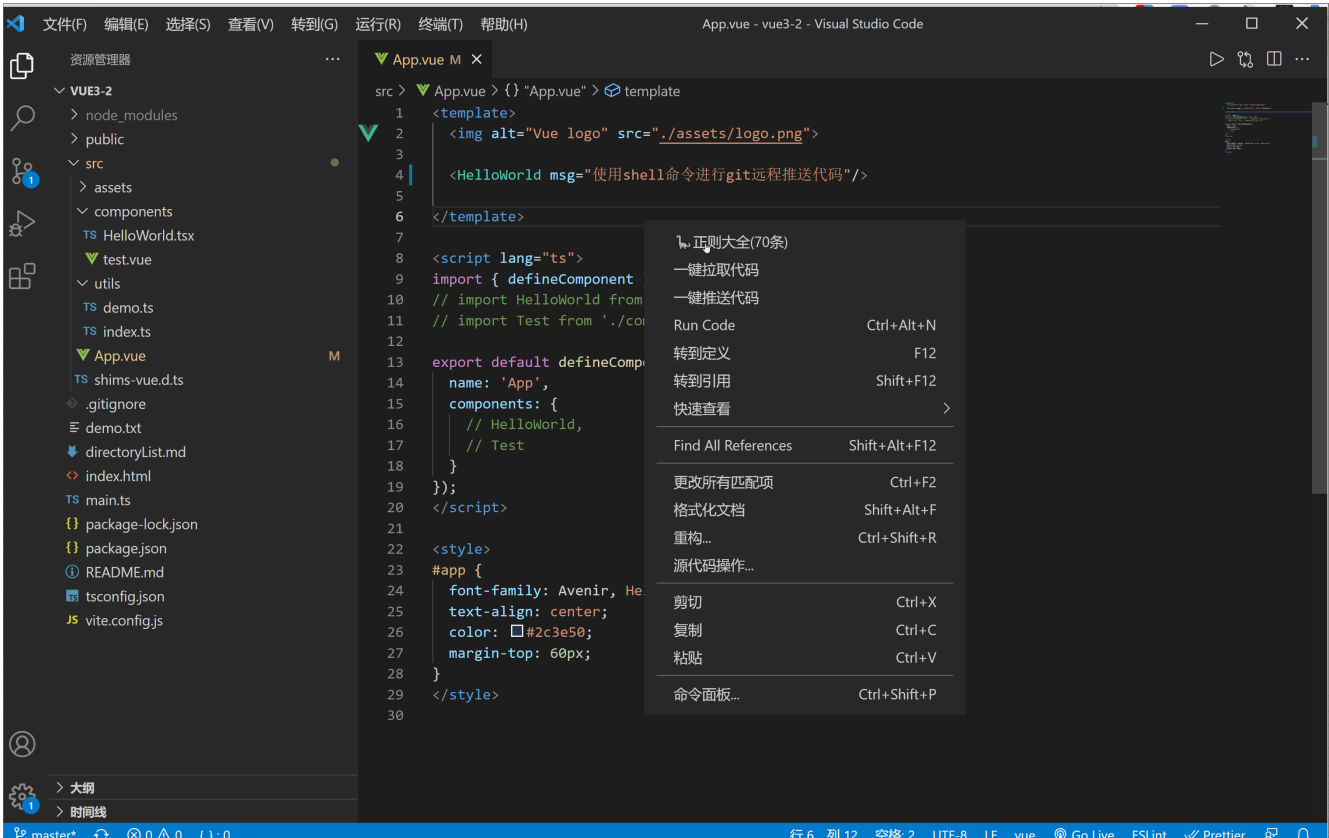 文件(F) 编辑(E) 选择(S) 查看(V) 转到(G) 运行(R) 终端(T) 帮助(H) App.vue - vue3-2 - Visual Studio Code
资源管理器
VUE3-2
node_modules
public
src
assets
components
TS HelloWorld.tsx
test.vue
utils
TS demo.ts
TS index.ts
App.vue M
TS shims-vue.d.ts
.gitignore
demo.txt
directoryList.md
<> index.html
TS main.ts
{} package-lock.json
{} package.json
README.md
TS tsconfig.json
JS vite.config.js
大纲
时间线
App.vue M
src > App.vue > {} "App.vue" > template
1 <template>
2 <img alt="Vue logo" src="./assets/logo.png">
3
4 <HelloWorld msg="使用shell命令进行git远程推送代码"/>
5
6 </template>
7
8 <script lang="ts">
9 import { defineComponent
10 // import HelloWorld from
11 // import Test from './com
12
13 export default defineCompo
14 name: 'App',
15 components: {
16 // HelloWorld,
17 // Test
18 }
19 });
20 </script>
21
22 <style>
23 #app {
24 font-family: Avenir, He
25 text-align: center;
26 color: #2c3e50;
27 margin-top: 60px;
28 }
29 </style>
30
正则大全(70条)
一键拉取代码
一键推送代码
Run Code Ctrl+Alt+N
转到定义 F12
转到引用 Shift+F12
快速查看
Find All References Shift+Alt+F12
更改所有匹配项 Ctrl+F2
格式化文档 Shift+Alt+F
重构... Ctrl+Shift+R
源代码操作...
剪切 Ctrl+X
复制 Ctrl+C
粘贴 Ctrl+V
命令面板... Ctrl+Shift+P
1
1
master* 0 0 {.} : 0 行 6, 列 12 空格: 2 UTF-8 LF vue Go Live ESLint Prettier